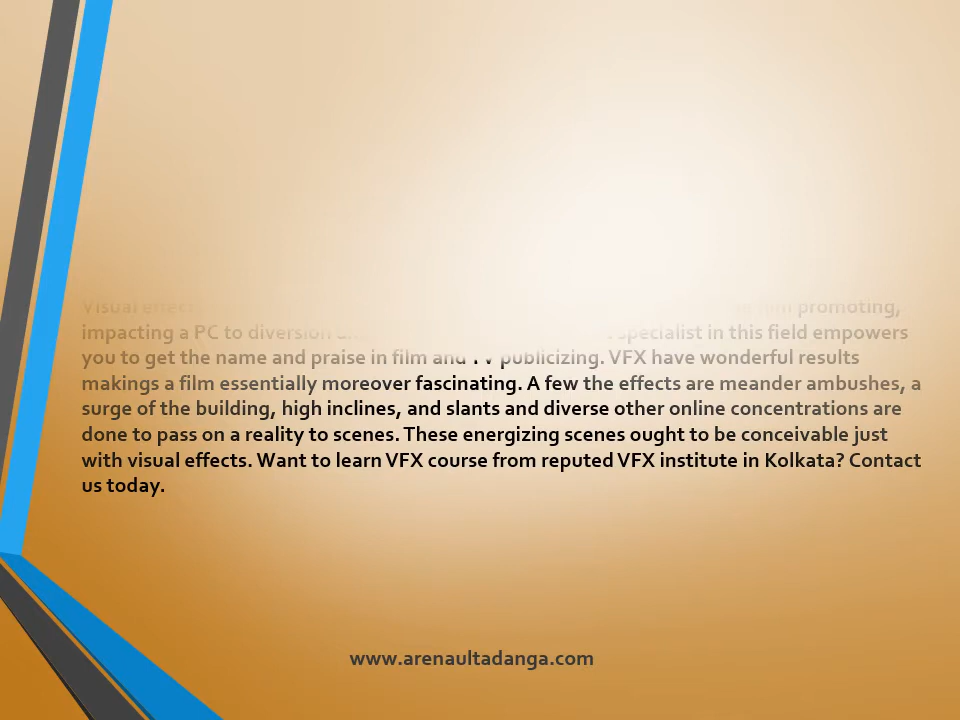 Visual effects film promoting,
impacting a PC to diversion specialist in this field empowers
you to get the name and praise in film and TV publicizing. VFX have wonderful results
makings a film essentially moreover fascinating. A few the effects are meander ambushes, a
surge of the building, high inclines, and slants and diverse other online concentrations are
done to pass on a reality to scenes. These energizing scenes ought to be conceivable just
with visual effects. Want to learn VFX course from reputed VFX institute in Kolkata? Contact
us today.
www.arenaultadanga.com